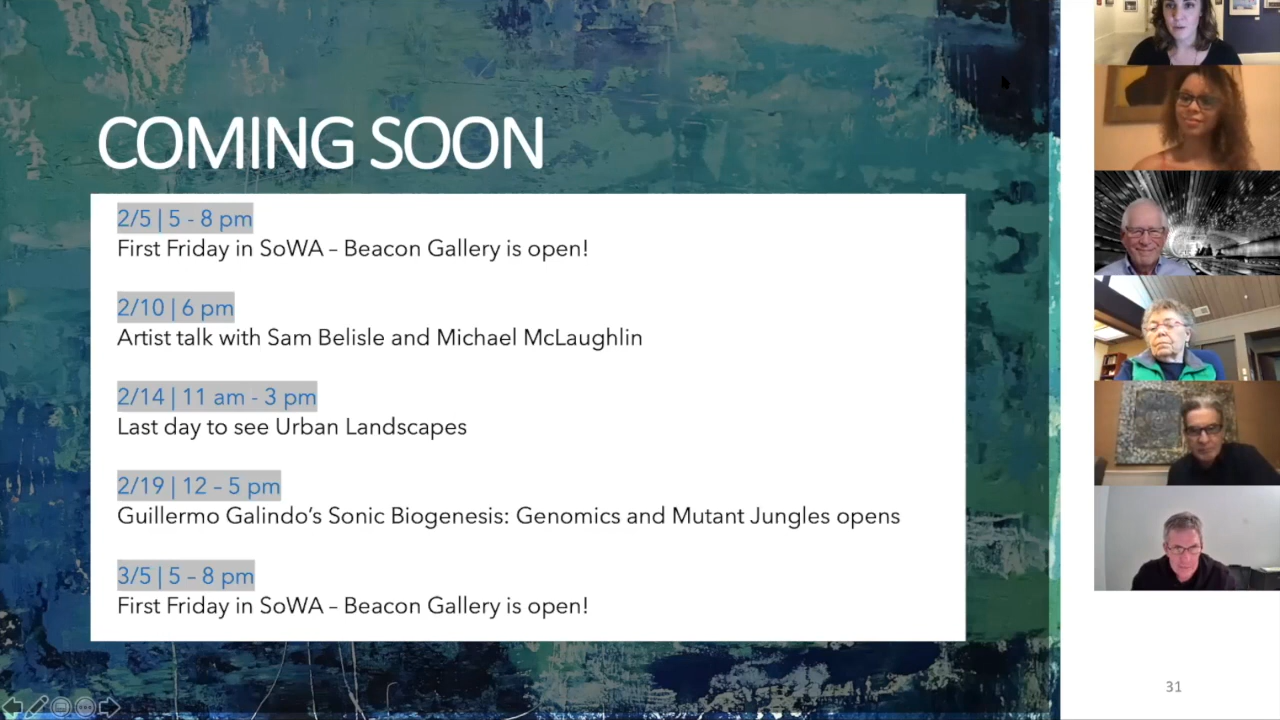 COMING SOON
2/5 | 5 - 8 pm
First Friday in SoWA – Beacon Gallery is open!
2/10 | 6 pm
Artist talk with Sam Belisle and Michael McLaughlin
2/14 | 11 am - 3 pm
Last day to see Urban Landscapes
2/19 | 12 – 5 pm
Guillermo Galindo’s Sonic Biogenesis: Genomics and Mutant Jungles opens
3/5 | 5 – 8 pm
First Friday in SoWA – Beacon Gallery is open!
31